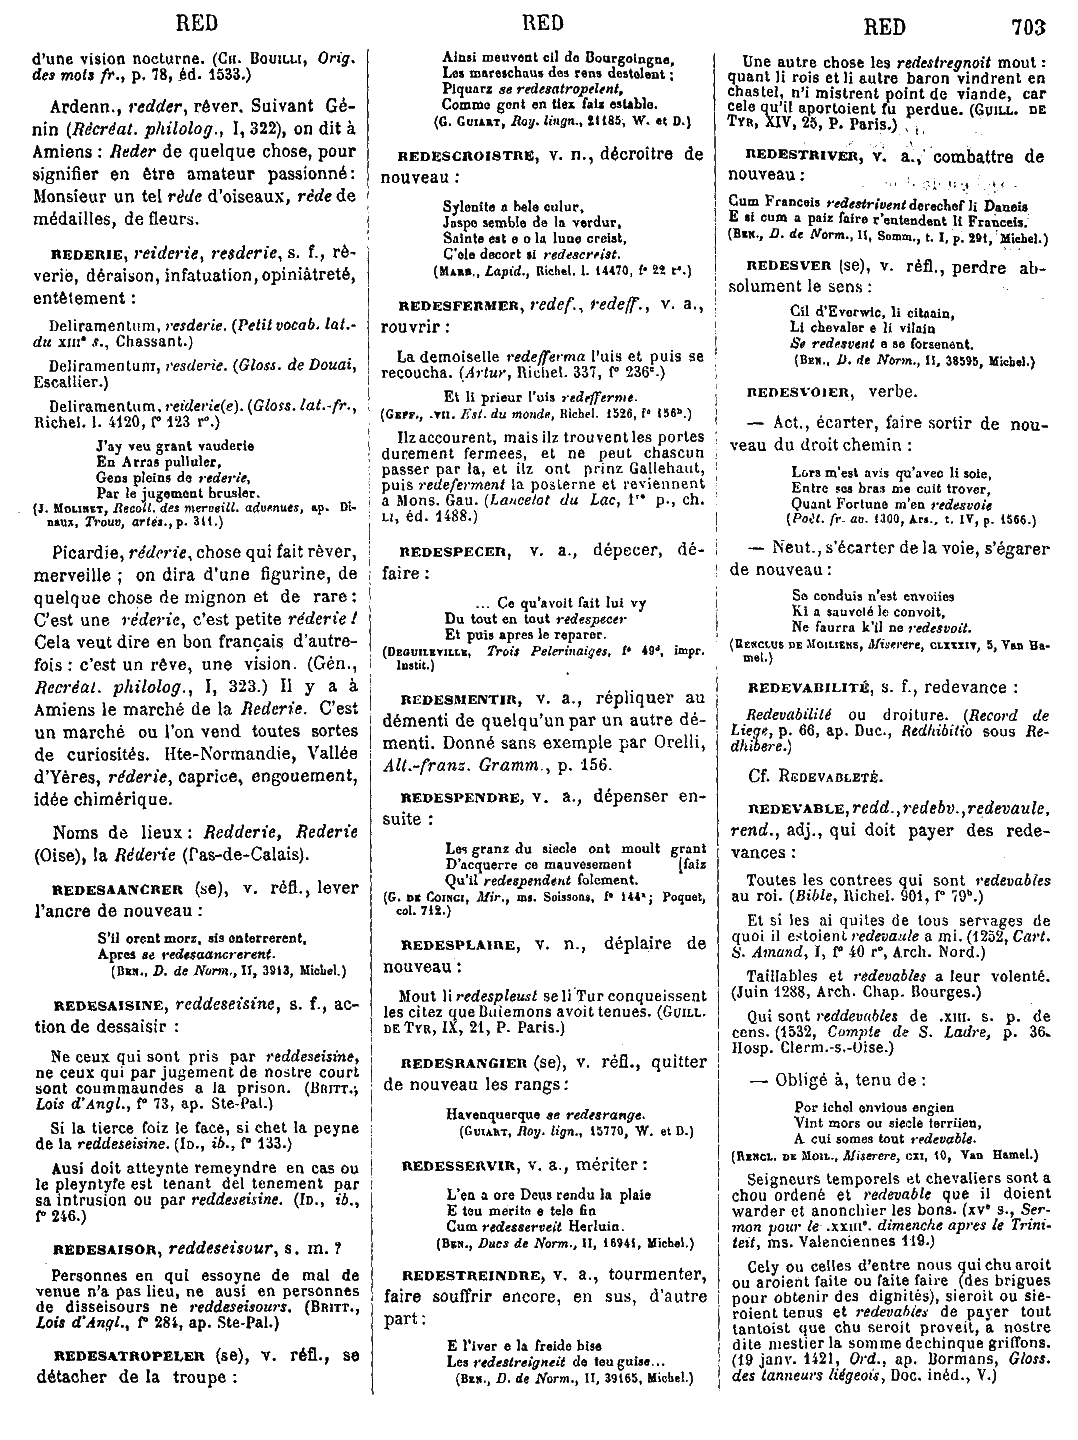 RED
RED
RED 703
d'une vision nocturne. (CH. BOUILLI, Orig.
des mots fr., p. 78, éd. 1533.)
Ardenn., redder, rêver. Suivant Gé-
nin (Récréat. philolog., I, 322), on dit à
Amiens : Reder de quelque chose, pour
signifier en être amateur passionné :
Monsieur un tel rède d'oiseaux, rède de
médailles, de fleurs.
REDERIE, reiderie, resderie, s. f., rê-
verie, déraison, infatuation, opiniâtreté,
entêtement :
Deliramentum, resderie. (Petit vocab. lat.-
du XIIIe s., Chassant.)
Deliramentum, resderie. (Gloss. de Douai,
Escallier.)
Deliramentum, reiderie(e). (Gloss. lat.-fr.,
Richel. l. 4120, f° 123 r°.)
J'ay veu grant vauderie
En Arras pulluler,
Gens pleins de rederie,
Par le jugement brusler.
(J. MOLINET, Recoll. des merveill. advenues, ap. Di-
naux, Trouv. artés., p. 311.)
Picardie, réderie, chose qui fait rêver,
merveille ; on dira d'une figurine, de
quelque chose de mignon et de rare :
C'est une réderie, c'est petite réderie !
Cela veut dire en bon français d'autre-
fois : c'est un rêve, une vision. (Gén.,
Recréat. philolog., I, 323.) Il y a à
Amiens le marché de la Rederie. C'est
un marché ou l'on vend toutes sortes
de curiosités. Hte-Normandie, Vallée
d'Yères, réderie, caprice, engouement,
idée chimérique.
Noms de lieux : Redderie, Rederie
(Oise), la Réderie (Pas-de-Calais).
REDESAANCRER (se), v. réfl., lever
l'ancre de nouveau :
S'il orent morz, sis enterrerent,
Apres se redesaancrerent.
(BEN., D. de Norm., II, 3913, Michel.)
REDESAISINE, reddeseisine, s. f., ac-
tion de dessaisir :
Ne ceux qui sont pris par reddeseisine,
ne ceux qui par jugement de nostre court
sont coummaundes a la prison. (BRITT.,
Lois d'Angl., f° 73, ap. Ste-Pal.)
Si la tierce foiz le face, si chet la peyne
de la reddeseisine. (ID., ib., f° 133.)
Ausi doit atteynte remeyndre en cas ou
le pleyntyfe est tenant del tenement par
sa intrusion ou par reddeseisine. (ID., ib.,
f° 246.)
REDESAISOR, reddeseisour, s. m. ?
Personnes en qui essoyne de mal de
venue n'a pas lieu, ne ausi en personnes
de disseisours ne reddeseisours. (BRITT.,
Lois d'Angl., f° 284, ap. Ste-Pal.)
REDESATROPELER (se), v. réfl., se
détacher de la troupe :
Ainsi meuvent cil de Bourgoingne,
Les mareschaus des rens destolent ;
Piquarz se redesatropelent,
Comme gent en tiex faiz estable.
(G. GUIART, Roy. lingn., 21185, W. et D.)
REDESCROISTRE, v. n., décroître de
nouveau :
Sylenite a bele culur,
Jaspe semble de la verdur,
Sainte est e o la lune creist,
C'ele decort si redescreist.
(MARB., Lapid., Richel. l. 14470, f° 22 r°.)
REDESFERMER, redef., redeff., v. a.,
rouvrir :
La demoiselle redefferma l'uis et puis se
recoucha. (Artur, Richel. 337, f° 236c.)
Et li prieur l'uis redefferme.
(GEFF., .VII. Est. du monde, Richel. 1526, f° 156b.)
Ilz accourent, mais ilz trouvent les portes
durement fermees, et ne peut chascun
passer par la, et ilz ont prinz Gallehaut,
puis redeferment la posterne et reviennent
a Mons. Gau. (Lancelot du Lac, 1re p., ch.
LI, éd. 1488.)
REDESPECER, v. a., dépecer, dé-
faire :
... Ce qu'avoit fait lui vy
Du tout en tout redespecer
Et puis apres le reparer.
(DEGUILEVILLE, Trois Pelerinaiges, f° 49d, impr.
Instit.)
REDESMENTIR, v. a., répliquer au
démenti de quelqu'un par un autre dé-
menti. Donné sans exemple par Orelli,
Alt.-franz. Gramm., p. 156.
REDESPENDRE, v. a., dépenser en-
suite :
Les granz du siecle ont moult grant
D'acquerre ce mauvesement [faiz
Qu'il redespendent folement.
(G. DE COINCI, Mir., ms. Soissons, f° 144a; Poquet,
col. 712.)
REDESPLAIRE, v. n., déplaire de
nouveau :
Mout li redespleust se li Tur conqueissent
les citez que Buiemons avoit tenues. (GUILL.
DE TYR, IX, 21, P. Paris.)
REDESRANGIER (se), v. réfl., quitter
de nouveau les rangs :
Havenquerque se redesrange.
(GUIART, Roy. lign., 15770, W. et D.)
REDESSERVIR, v. a., mériter :
L'en a ore Deus rendu la plaie
E teu merite e tele fin
Cum redesserveit Herluin.
(BEN., Ducs de Norm., II, 16941, Michel.)
REDESTREINDRE, v. a., tourmenter,
faire souffrir encore, en sus, d'autre
part :
E l'iver e la freide bise
Les redestreigneit de teu guise...
(BEN., D. de Norm., II, 39165, Michel.)
Une autre chose les redestregnoit mout :
quant li rois et li autre baron vindrent en
chastel, n'i mistrent point de viande, car
cele qu'il aportoient fu perdue. (GUILL. DE
TYR, XIV, 25, P. Paris.)
REDESTRIVER, v. a., combattre de
nouveau :
Cum Franceis redestrivent derechef li Daneis
E si cum a paiz faire s'entendent li Franceis.
(BEN., D. de Norm., II, Somm., t. I, p. 291, Michel.)
REDESVER (se), v. réfl., perdre ab-
solument le sens :
Cil d'Everwic, li citaain,
Li chevaler e li vilain
Se redesvent e se forsenent.
(BEN., D. de Norm., II, 38595, Michel.)
REDESVOIER, verbe.
— Act., écarter, faire sortir de nou-
veau du droit chemin :
Lors m'est avis qu'avec li soie,
Entre ses bras me cuit trover,
Quant Fortune m'en redesvoie
(Poët. fr. av. 1300, Ars., t. IV, p. 1566.)
— Neut., s'écarter de la voie, s'égarer
de nouveau :
Se conduis n'est envoiies
Ki a sauveté le convoit,
Ne faurra k'il ne redesvoit.
(RENCLUS DE MOILIENS, Miserere, CLXXIV, 5, Van Ha-
mel.)
REDEVABILITÉ, s. f., redevance :
Redevabilité ou droiture. (Record de
Liege, p. 66, ap. Duc., Redhibitio sous Re-
dhibere.)
Cf. REDEVABLETÉ.
REDEVABLE, redd., redebv., redevaule,
rend., adj., qui doit payer des rede-
vances :
Toutes les contrees qui sont redevables
au roi. (Bible, Richel. 901, f° 79b.)
Et si les ai quites de tous servages de
quoi il estoient redevaule a mi. (1252, Cart.
S. Amand, I, f° 40 r°, Arch. Nord.)
Taillables et redevables a leur volenté.
(Juin 1288, Arch. Chap. Bourges.)
Qui sont reddevables de .XIII. s. p. de
cens. (1532, Compte de S. Ladre, p. 36.
Hosp. Clerm.-s.-Oise.)
— Obligé à, tenu de :
Por ichel envious engien
Vint mors ou siecle terriien,
A cui somes tout redevable.
(RENCL. DE MOIL., Miserere, CXI, 10, Van Hamel.)
Seigneurs temporels et chevaliers sont a
chou ordené et redevable que il doient
warder et anonchier les bons. (XVe s., Ser-
mon pour le .XXIIIe. dimenche apres le Trini-
teit, ms. Valenciennes 119.)
Cely ou celles d'entre nous qui chu aroit
ou aroient faite ou faite faire (des brigues
pour obtenir des dignités), sieroit ou sie-
roient tenus et redevables de payer tout
tantoist que chu seroit proveit, a nostre
dite mestier la somme dechinque griffons.
(19 janv. 1421, Ord., ap. Bormans, Gloss.
des tanneurs liégeois, Doc. inéd., V.)